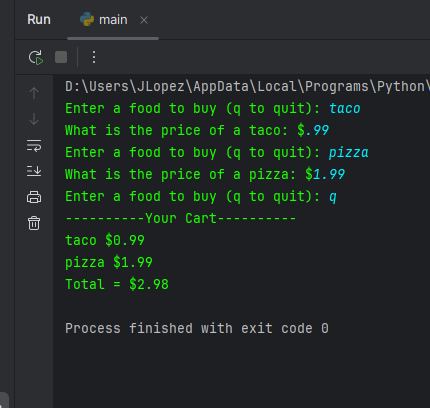 Run
main
D:\Users\JLopez\AppData\Local\Programs\Python\
Enter a food to buy (q to quit): taco
What is the price of a taco: $.99
Enter a food to buy (q to quit): pizza
What is the price of a pizza: $1.99
Enter a food to buy (q to quit): q
----------Your Cart----------
taco $0.99
pizza $1.99
Total = $2.98
Process finished with exit code 0